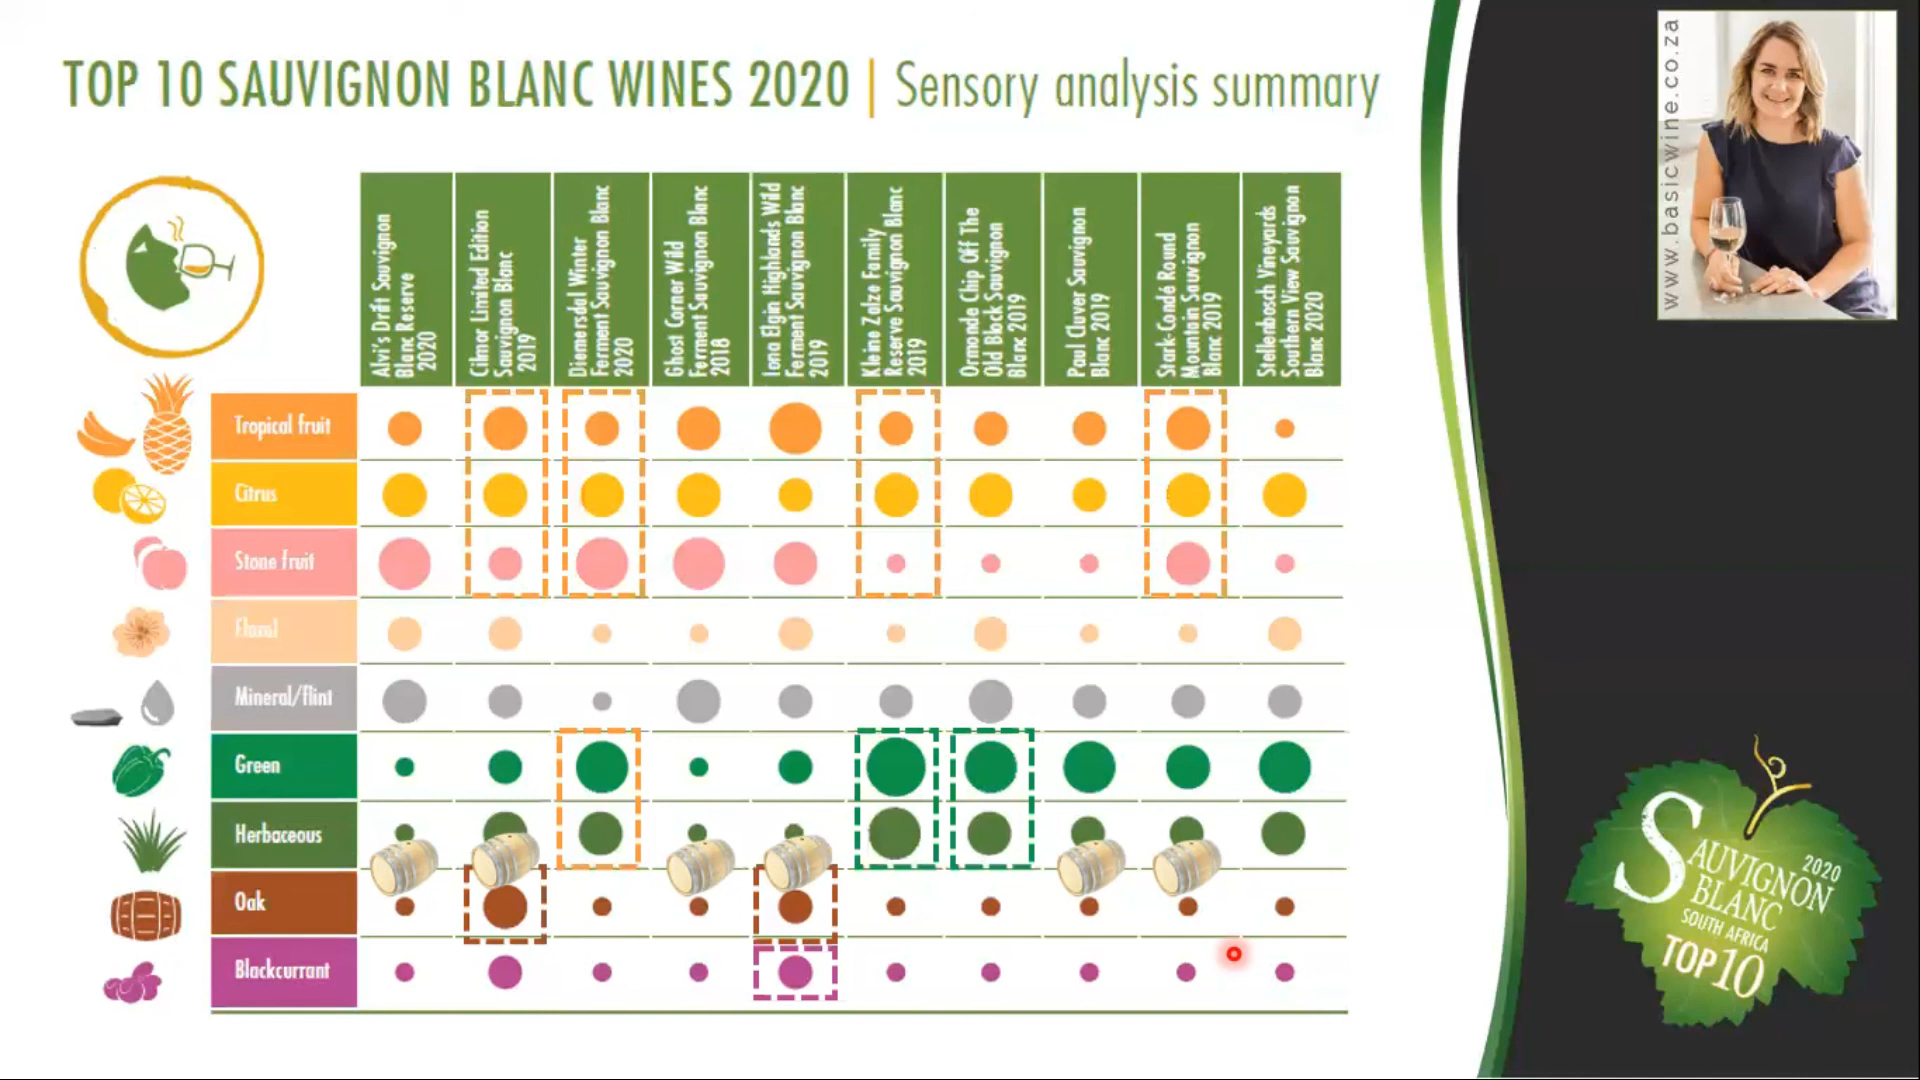 TOP 10 SAUVIGNON BLANC WINES 2020 | Sensory analysis summary
www.basicwine.co.za
Alvi's Drift Sauvignon
Blanc Reserve
2020
Cilmor Limited Edition
Sauvignon Blanc
2019
Diemersdal Winter
Ferment Sauvignon Blanc
2020
Ghost Corner Wild
Ferment Sauvignon Blanc
2018
Iona Elgin Highlands Wild
Ferment Sauvignon Blanc
2019
Kleine Zalze Family
Reserve Sauvignon Blanc
2019
Ormonde Chip Off The
Old Block Sauvignon
Blanc 2019
Paul Cluver Sauvignon
Blanc 2019
Stark-Condé Round
Mountain Sauvignon
Blanc 2019
Stellenbosch Vineyards
Southern View Sauvignon
Blanc 2020
Tropical fruit
Citrus
Stone fruit
Floral
Mineral/flint
Green
Herbaceous
Oak
Blackcurrant
SAUVIGNON
BLANC
2020
SOUTH AFRICA
TOP10